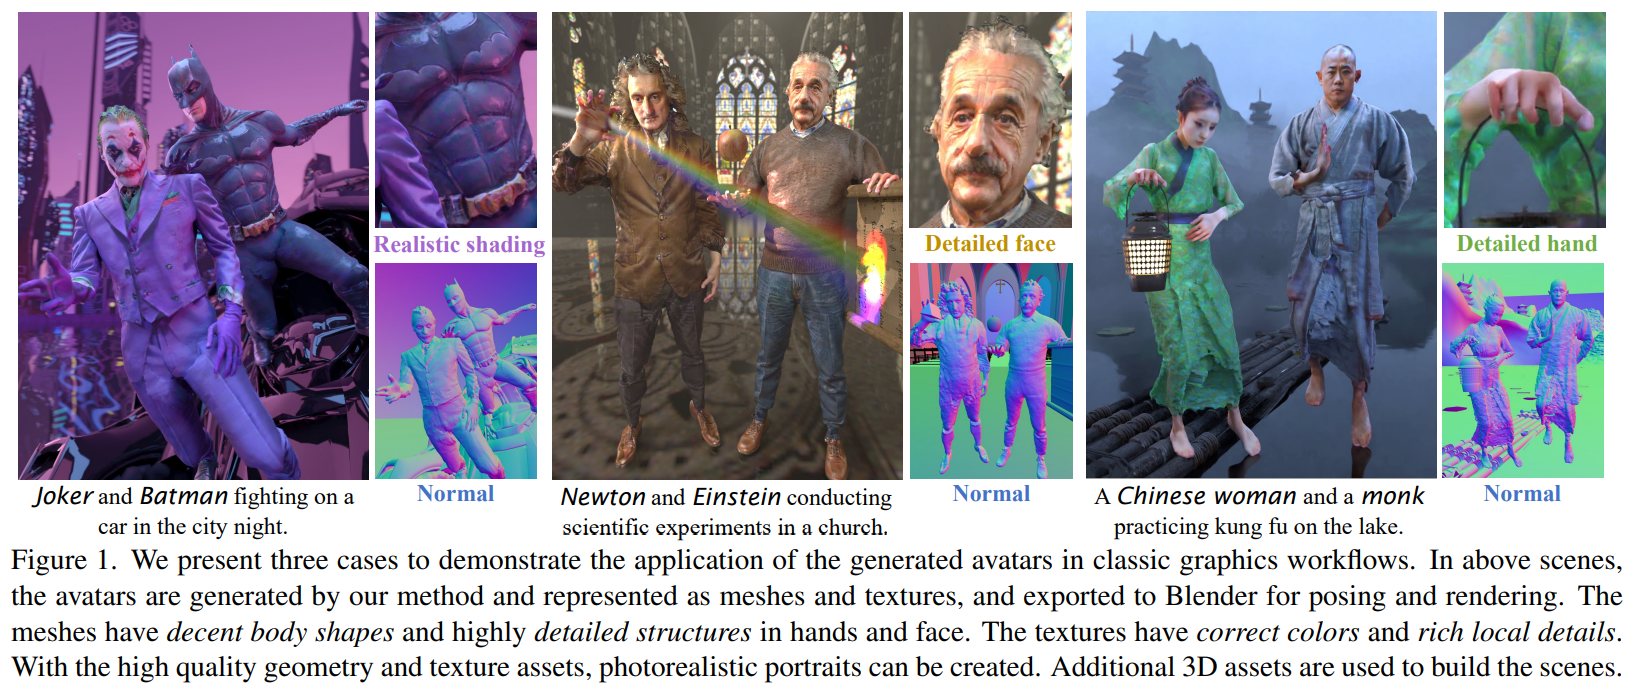 Realistic shading
Normal
Joker and Batman fighting on a
car in the city night.
Detailed face
Normal
Newton and Einstein conducting
scientific experiments in a church.
Detailed hand
Normal
A Chinese woman and a monk
practicing kung fu on the lake.
Figure 1. We present three cases to demonstrate the application of the generated avatars in classic graphics workflows. In above scenes,
the avatars are generated by our method and represented as meshes and textures, and exported to Blender for posing and rendering. The
meshes have decent body shapes and highly detailed structures in hands and face. The textures have correct colors and rich local details.
With the high quality geometry and texture assets, photorealistic portraits can be created. Additional 3D assets are used to build the scenes.